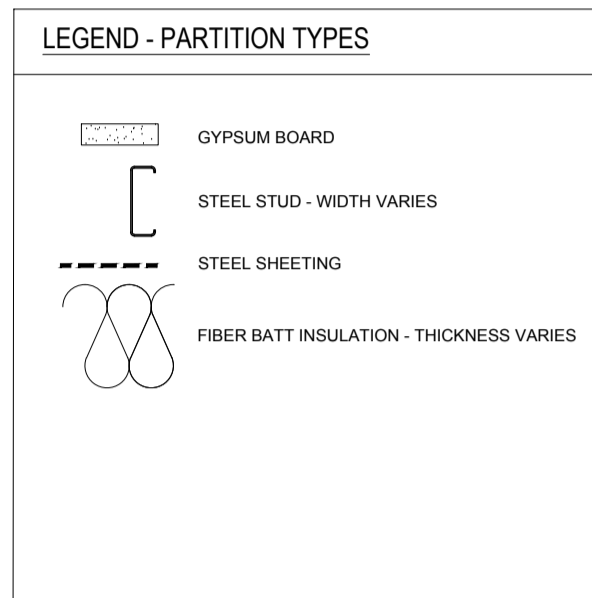 LEGEND - PARTITION TYPES
GYPSUM BOARD
STEEL STUD - WIDTH VARIES
STEEL SHEETING
FIBER BATT INSULATION - THICKNESS VARIES